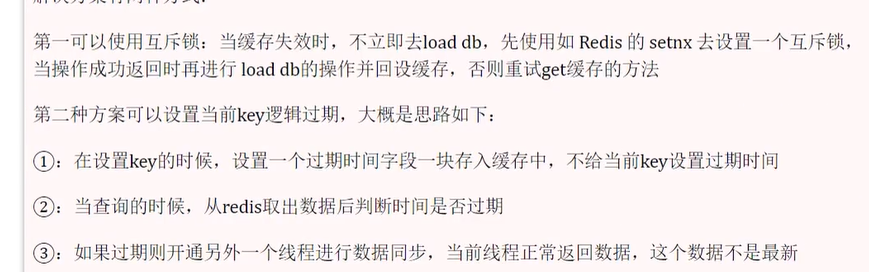 第一可以使用互斥锁：当缓存失效时，不立即去load db，先使用如 Redis 的 setnx 去设置一个互斥锁，
当操作成功返回时再进行 load db的操作并回设缓存，否则重试get缓存的方法
第二种方案可以设置当前key逻辑过期，大概是思路如下：
①：在设置key的时候，设置一个过期时间字段一块存入缓存中，不给当前key设置过期时间
②：当查询的时候，从redis取出数据后判断时间是否过期
③：如果过期则开通另外一个线程进行数据同步，当前线程正常返回数据，这个数据不是最新